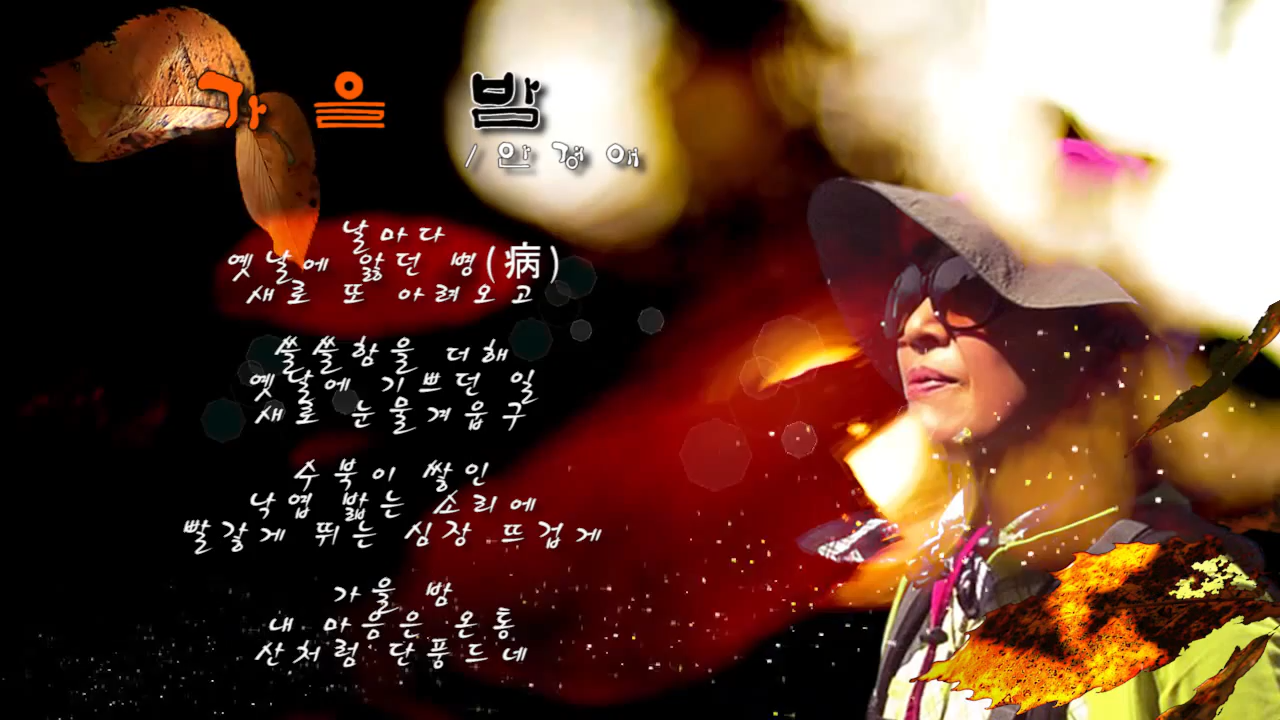 가을 밤
/ 안경애
날마다
옛날에 앓던 병(病)
새로 또 아려오고
쓸쓸함을 더해
옛날에 기쁘던 일
새로 눈물겨웁구
수북이 쌓인
낙엽 밟는 소리에
빨갛게 뛰는 심장 뜨겁게
가을 밤
내 마음은 온통
산처럼 단풍드네